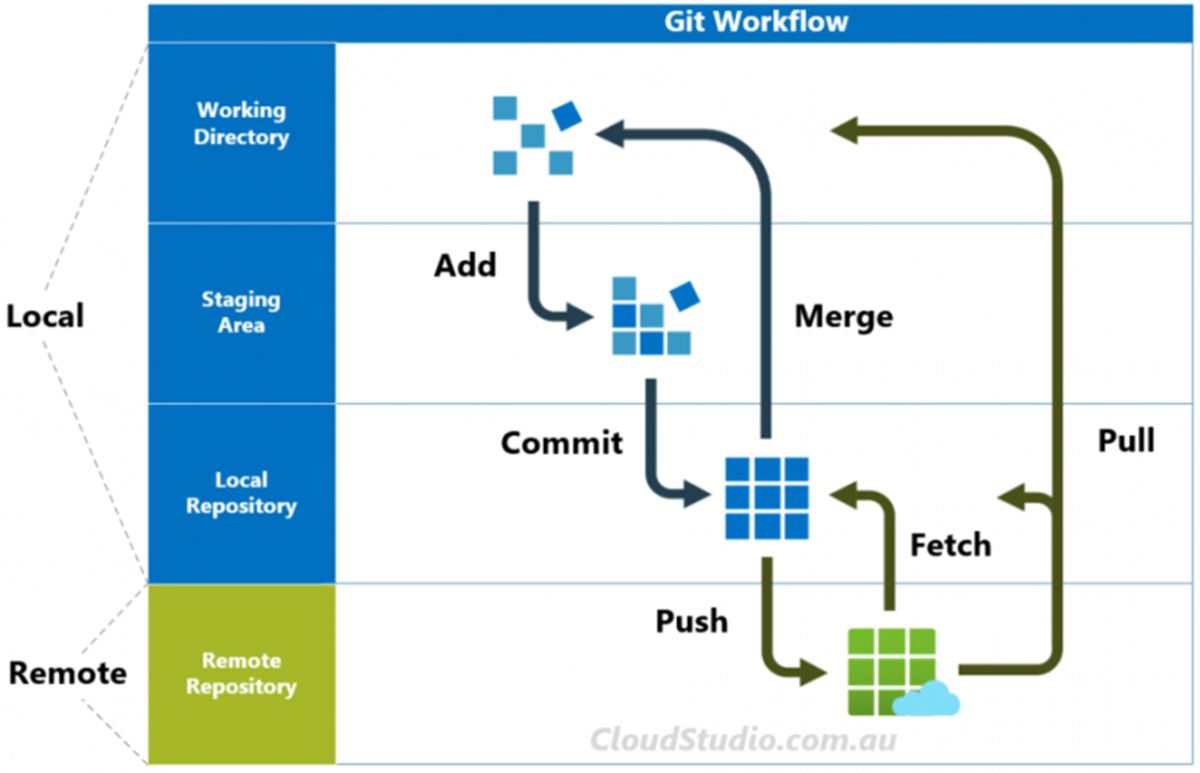 Git Workflow
Working
Directory
Add
Staging
Area
Local
Merge
Commit
Pull
Local
Repository
Fetch
Push
Remote
Remote
Repository
CloudStudio.com.au